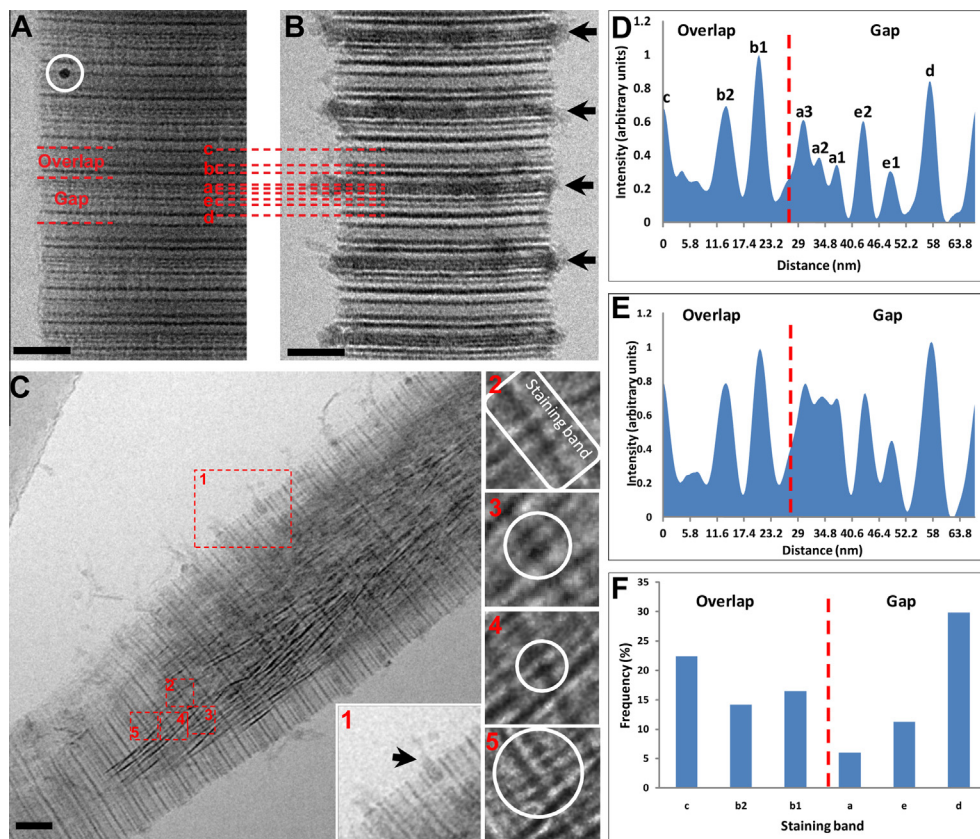 A
Overlap
Gap
c
b
a
e
d
B
C
1
2
5
4
3
1
2
Staining band
3
4
5
D
Overlap
Gap
Intensity (arbitrary units)
1.2
1
0.8
0.6
0.4
0.2
0
c
b2
b1
a3
a2
a1
e2
e1
d
0 5.8 11.6 17.4 23.2 29 34.8 40.6 46.4 52.2 58 63.8
Distance (nm)
E
Overlap
Gap
Intensity (arbitrary units)
1.2
1
0.8
0.6
0.4
0.2
0
0 5.8 11.6 17.4 23.2 29 34.8 40.6 46.4 52.2 58 63.8
Distance (nm)
F
Overlap
Gap
Frequency (%)
35
30
25
20
15
10
5
0
c b2 b1 a e d
Staining band